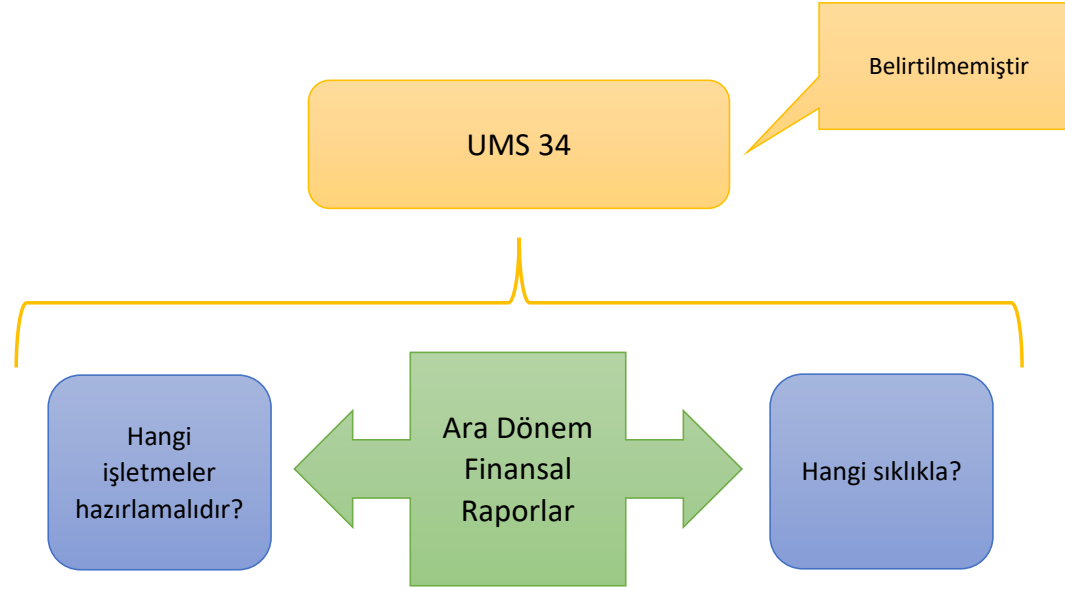 Belirtilmemiştir
UMS 34
Hangi
işletmeler
hazırlamalıdır?
Ara Dönem
Finansal
Raporlar
Hangi sıklıkla?